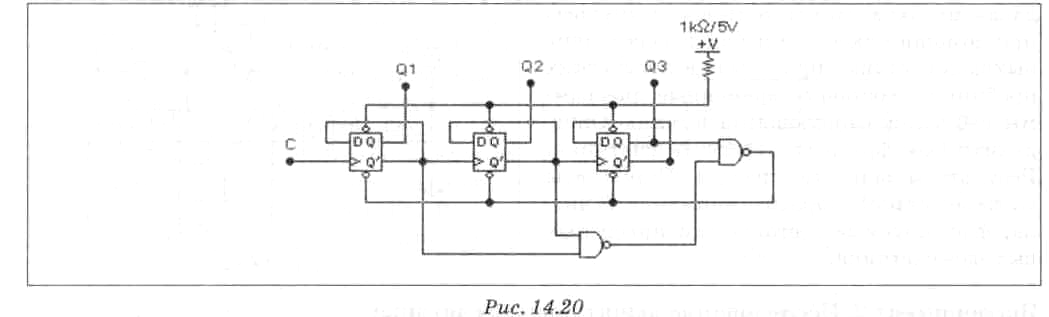 1kΩ/5V
+V
Q1
Q2
Q3
C
D Q
D Q
D Q
> Q'
> Q'
> Q'
Рис. 14.20